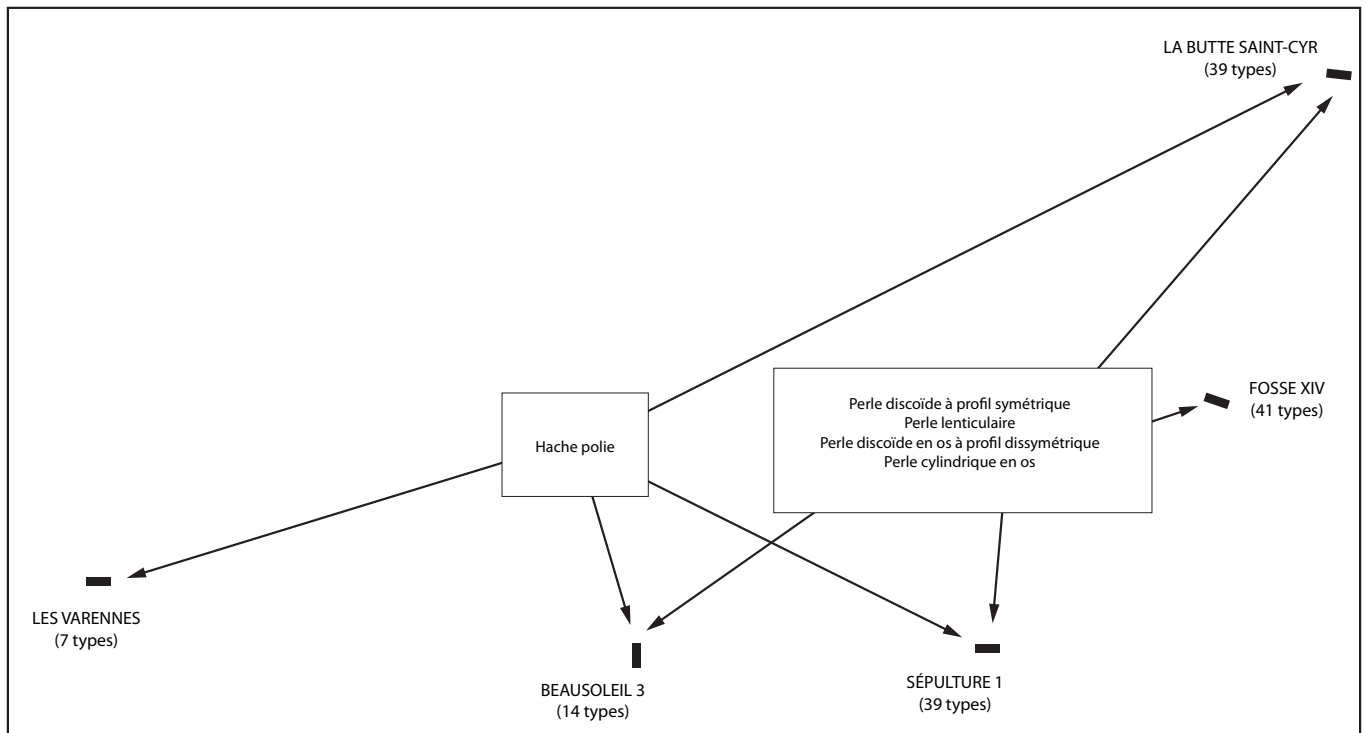 LA BUTTE SAINT-CYR
(39 types)
Perle discoïde à profil symétrique
Perle lenticulaire
Perle discoïde en os à profil dissymétrique
Perle cylindrique en os
FOSSE XIV
(41 types)
Hache polie
LES VARENNES
(7 types)
BEAUSOLEIL 3
(14 types)
SÉPULTURE 1
(39 types)